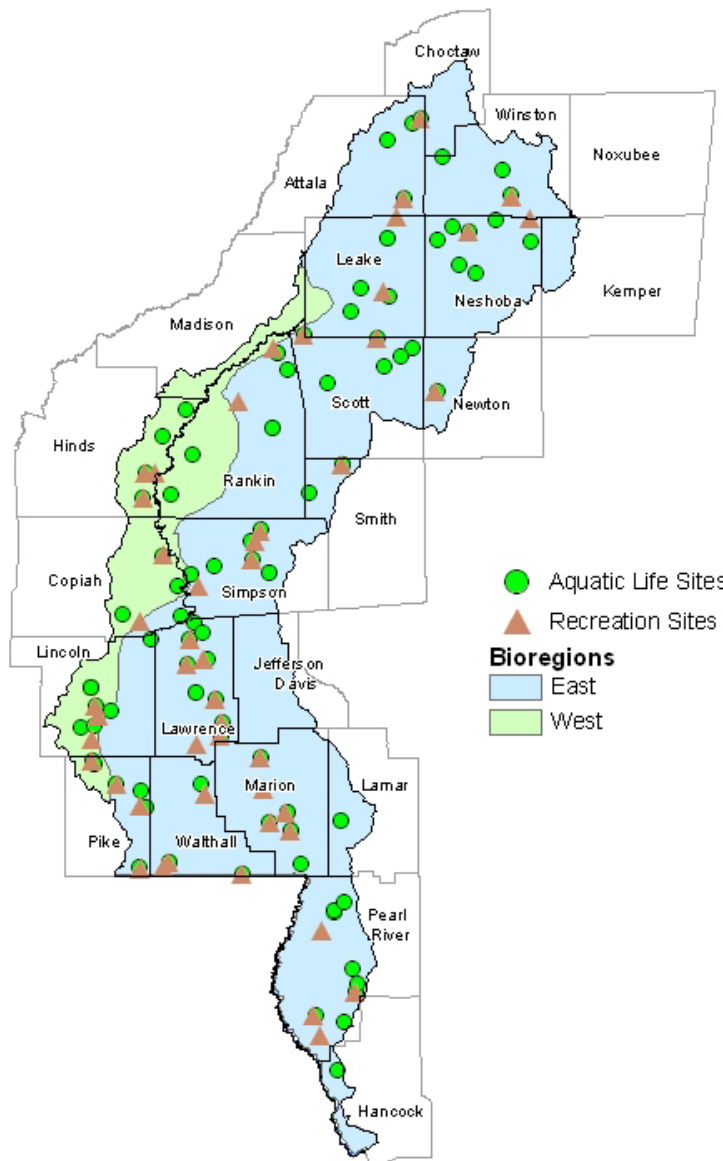 Choctaw
Winston
Noxubee
Attala
Leake
Neshoba
Kemper
Madison
Scott
Newton
Hinds
Rankin
Smith
Copiah
Simpson
Aquatic Life Sites
Recreation Sites
Bioregions
East
West
Lincoln
Jefferson
Davis
Lawrence
Marion
Lamar
Pike
Walthall
Pearl
River
Hancock